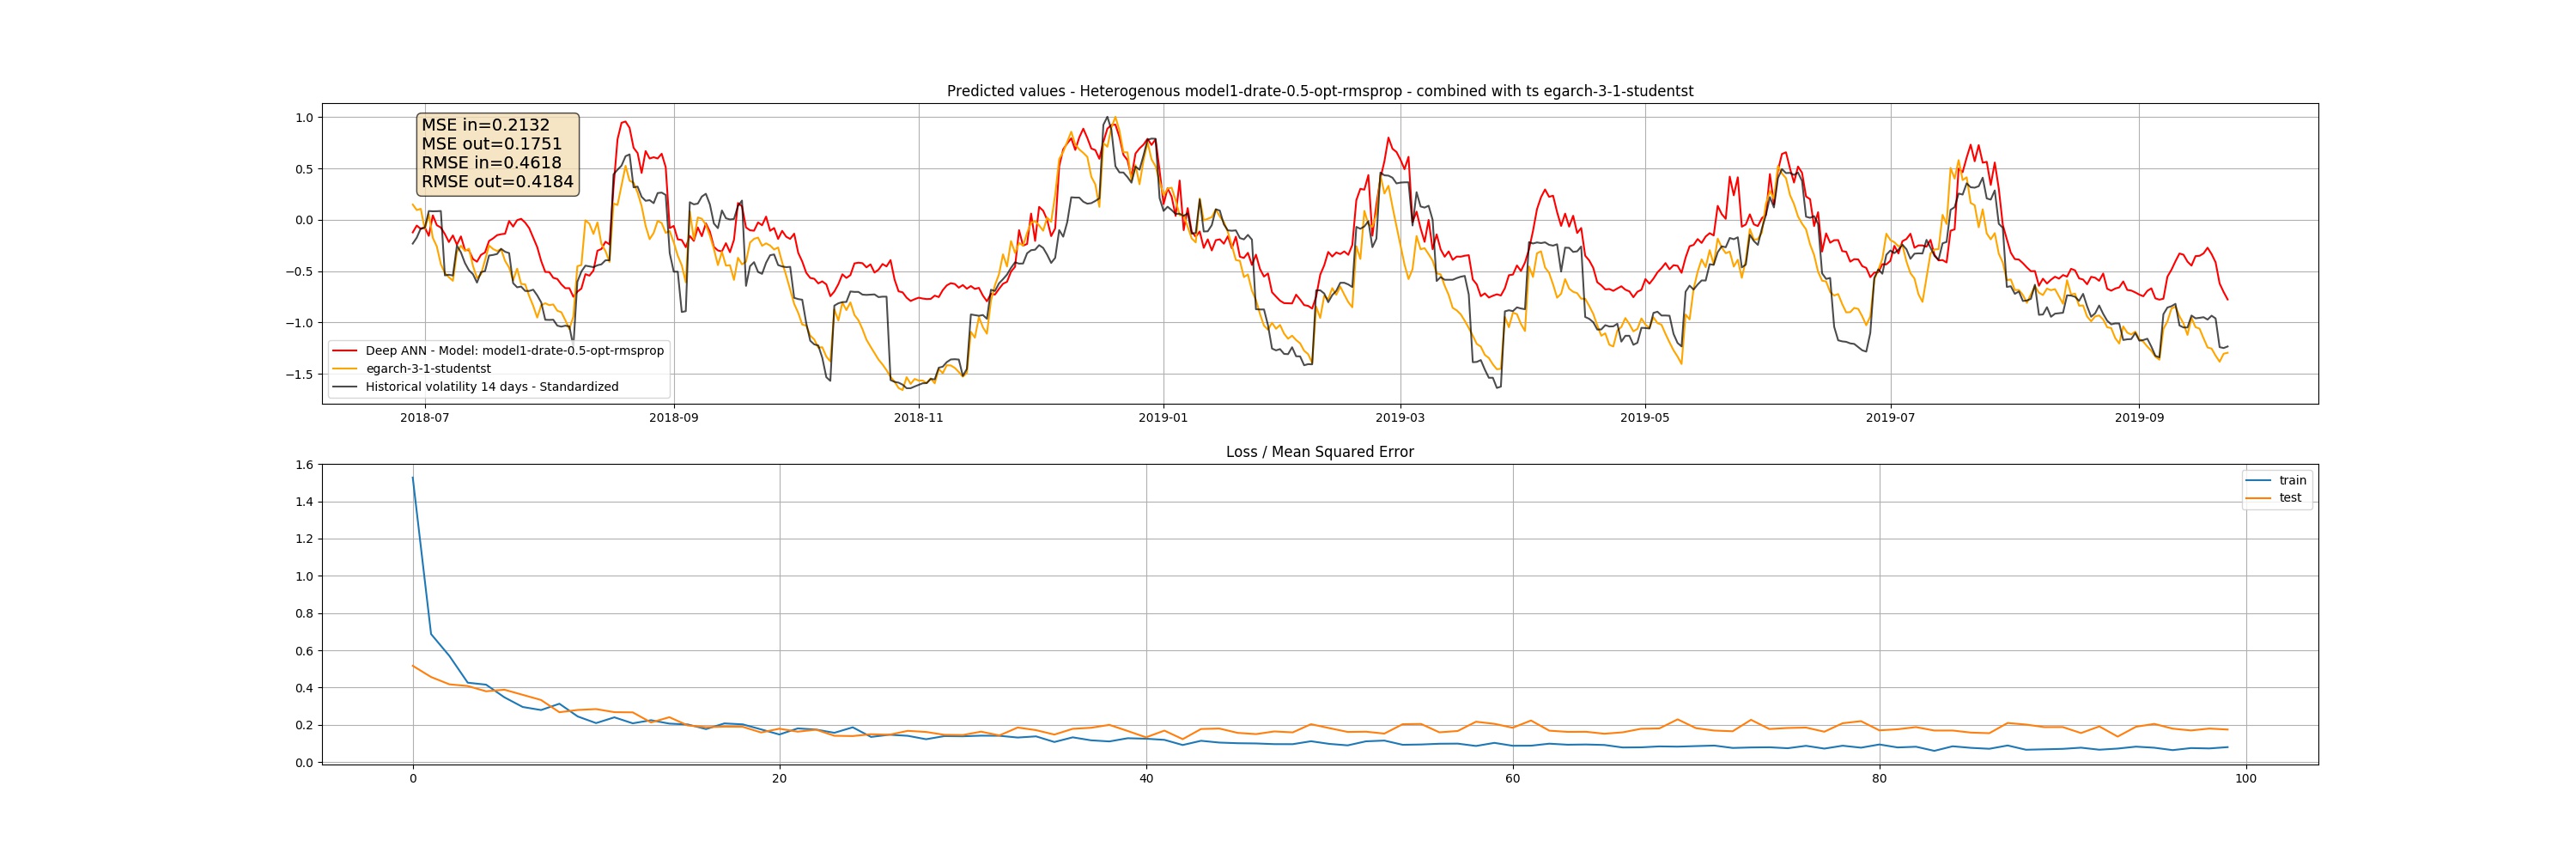 Predicted values - Heterogenous model1-drate-0.5-opt-rmsprop - combined with ts egarch-3-1-studentst
1.0
0.5
0.0
−0.5
−1.0
−1.5
MSE in=0.2132
MSE out=0.1751
RMSE in=0.4618
RMSE out=0.4184
Deep ANN - Model: model1-drate-0.5-opt-rmsprop
egarch-3-1-studentst
Historical volatility 14 days - Standardized
2018-07 2018-09 2018-11 2019-01 2019-03 2019-05 2019-07 2019-09
Loss / Mean Squared Error
1.6
1.4
1.2
1.0
0.8
0.6
0.4
0.2
0.0
train
test
0 20 40 60 80 100